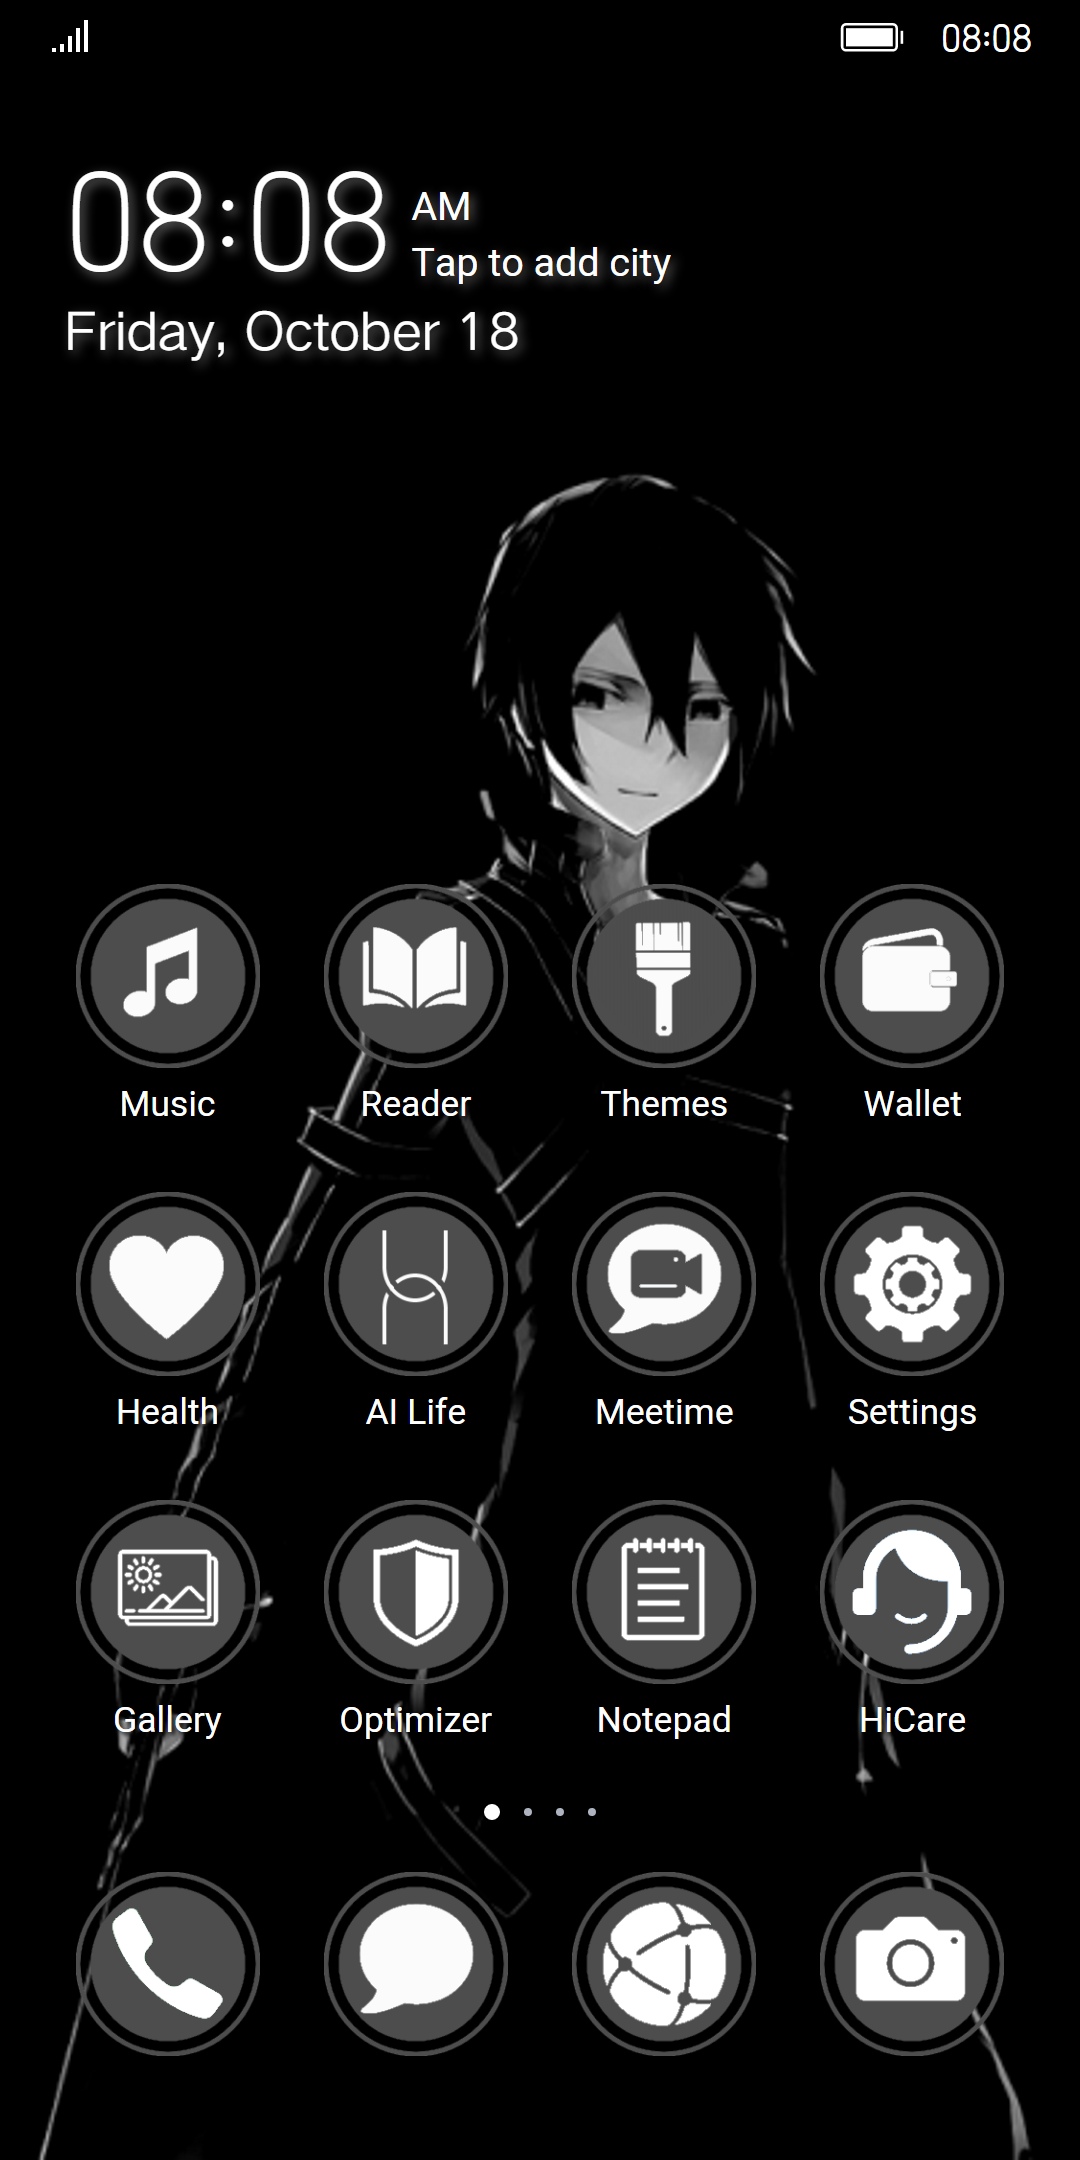 08:08
08:08 AM
Tap to add city
Friday, October 18
Music Reader Themes Wallet
Health AI Life Meetime Settings
Gallery Optimizer Notepad HiCare